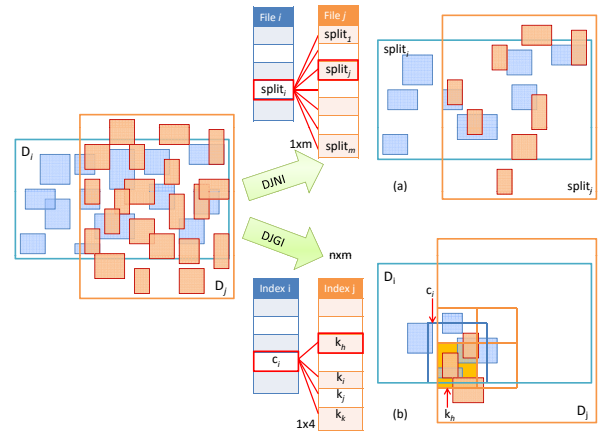 File i
File j
split1
splitj
spliti
splitm
1xm
spliti
(a)
splitj
Di
Dj
DJNI
DJGI
nxm
Index i
Index j
kh
ci
ki
kj
kk
1x4
Di
ci
kh
(b)
Dj